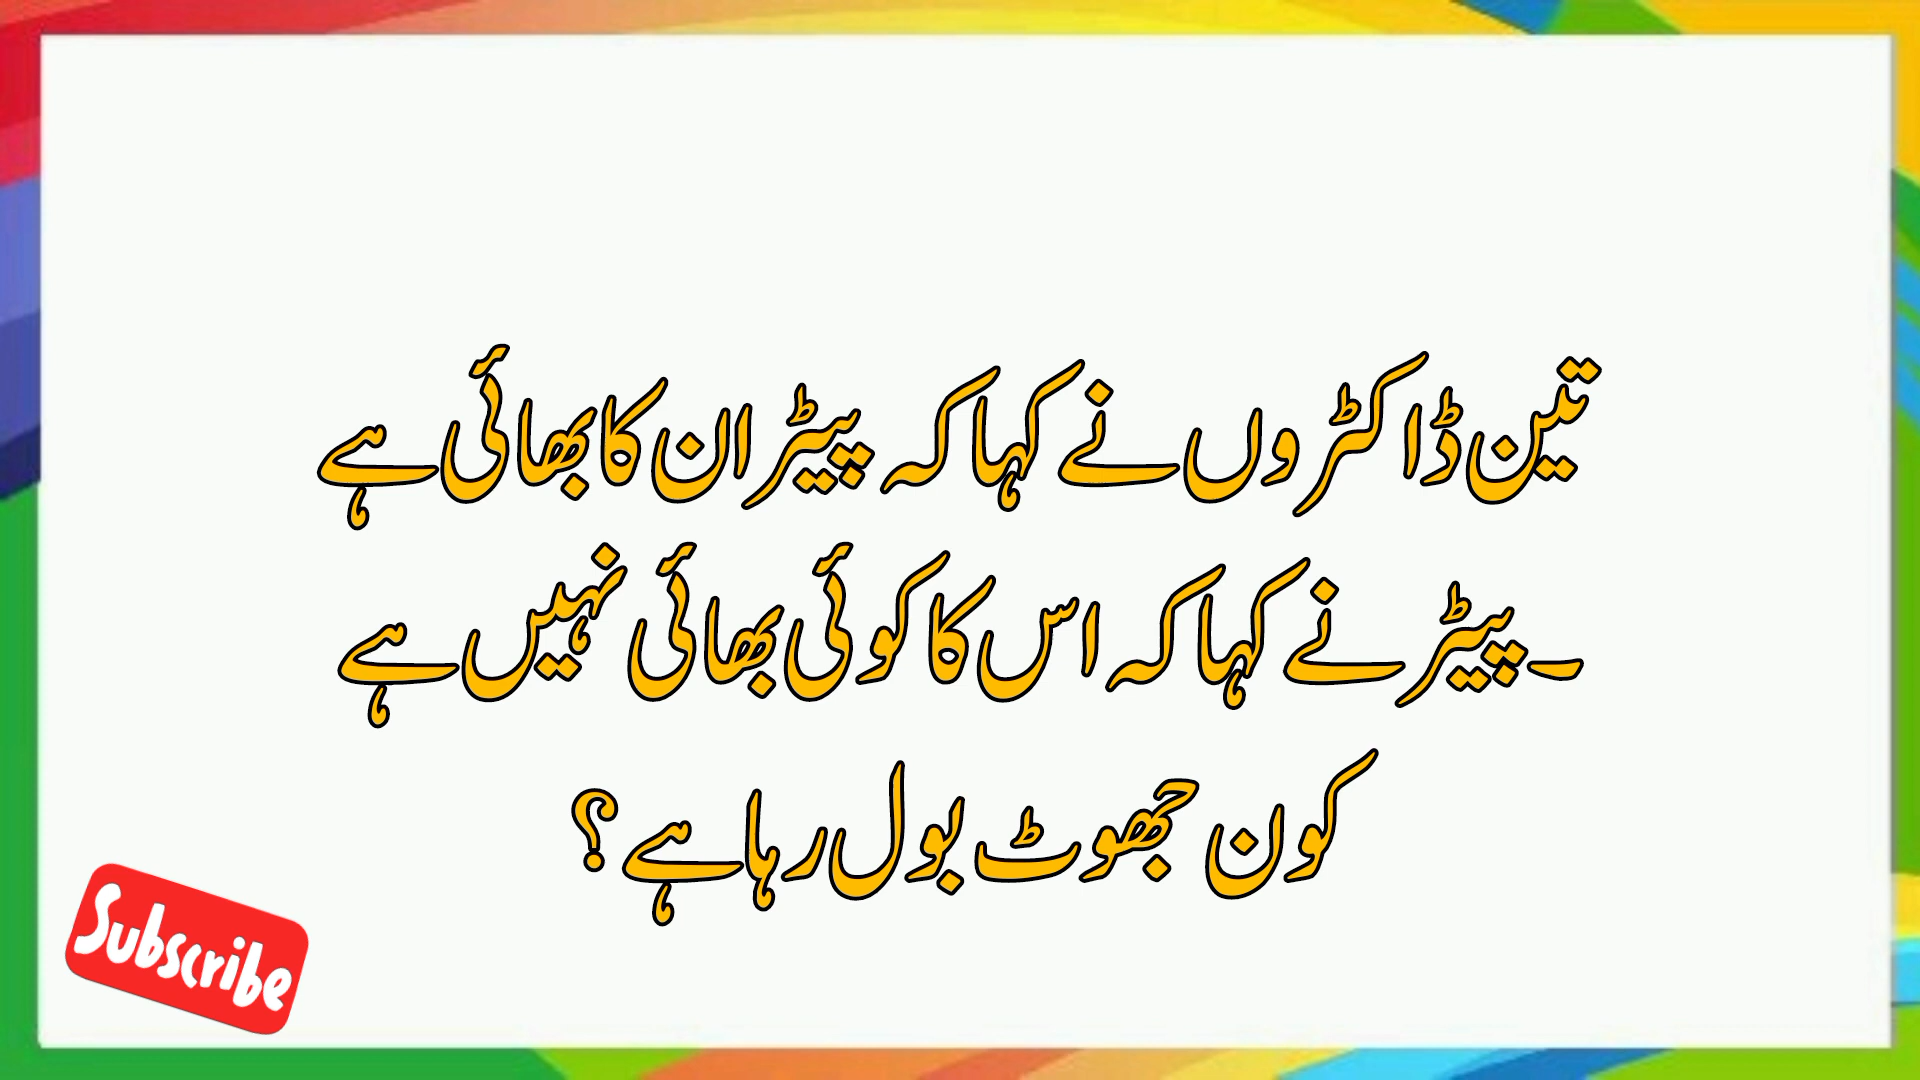 تین ڈاکٹروں نے کہا کہ پیٹر ان کا بھائی ہے
۔پیٹر نے کہا کہ اس کا کوئی بھائی نہیں ہے
کون جھوٹ بول رہا ہے؟
Subscribe